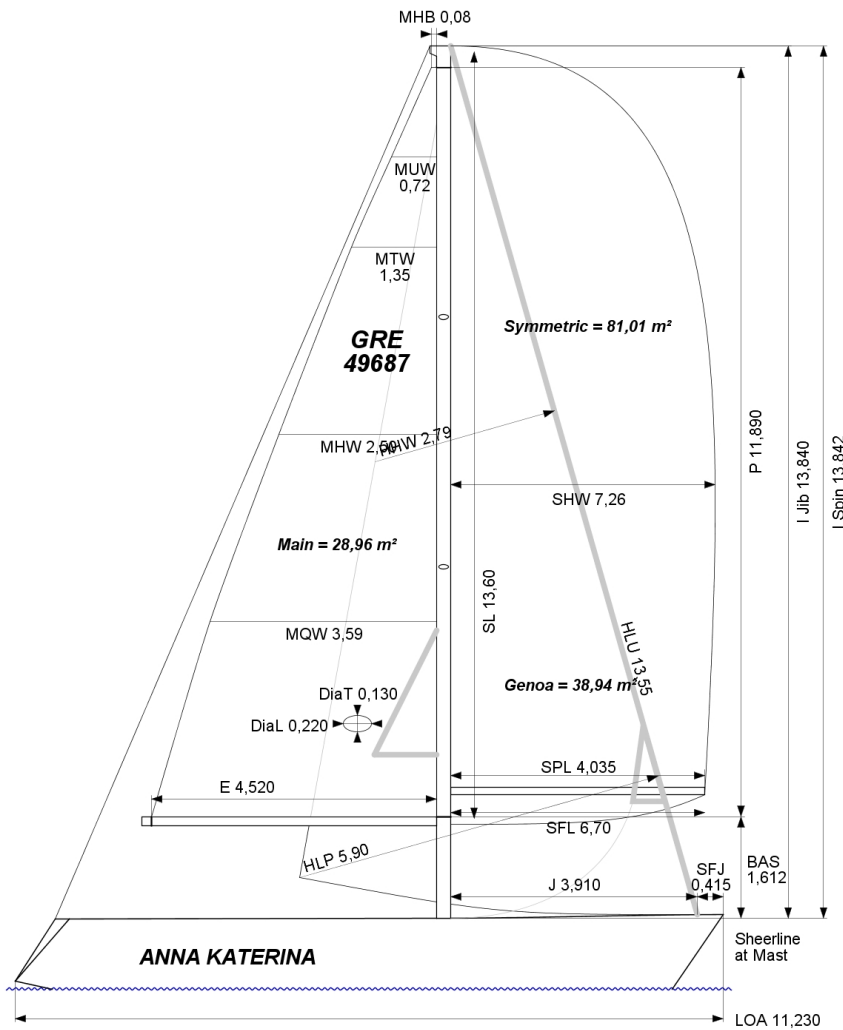 MHB 0,08
MUW
0,72
MTW
1,35
GRE
49687
Symmetric = 81,01 m²
MHW 2,50
HHW 2,79
P 11,890
I Jib 13,840
I Spin 13,842
SHW 7,26
Main = 28,96 m²
SL 13,60
MQW 3,59
HLU 13,55
Genoa = 38,94 m²
DiaT 0,130
DiaL 0,220
SPL 4,035
E 4,520
SFL 6,70
HLP 5,90
BAS
1,612
SFJ
0,415
J 3,910
Sheerline
at Mast
ANNA KATERINA
LOA 11,230